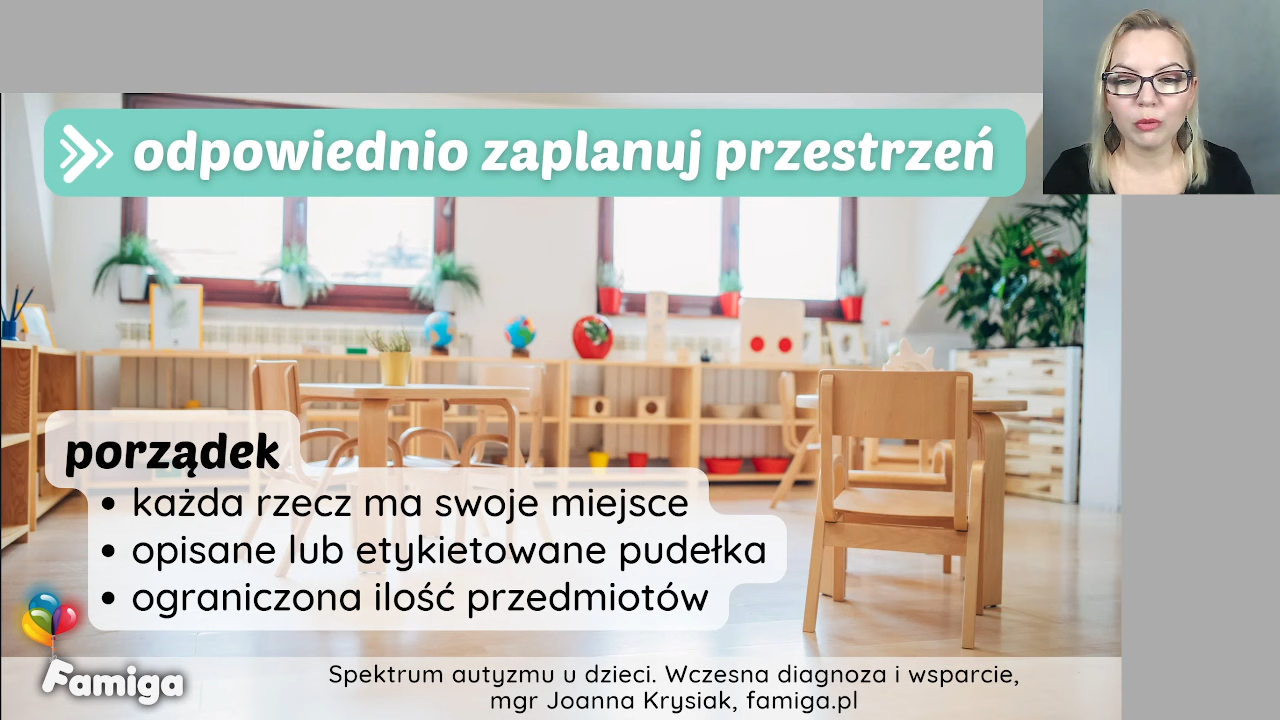 odpowiednio zaplanuj przestrzeń
porządek
• każda rzecz ma swoje miejsce
• opisane lub etykietowane pudełka
• ograniczona ilość przedmiotów
Famiga
Spektrum autyzmu u dzieci. Wczesna diagnoza i wsparcie,
mgr Joanna Krysiak, famiga.pl